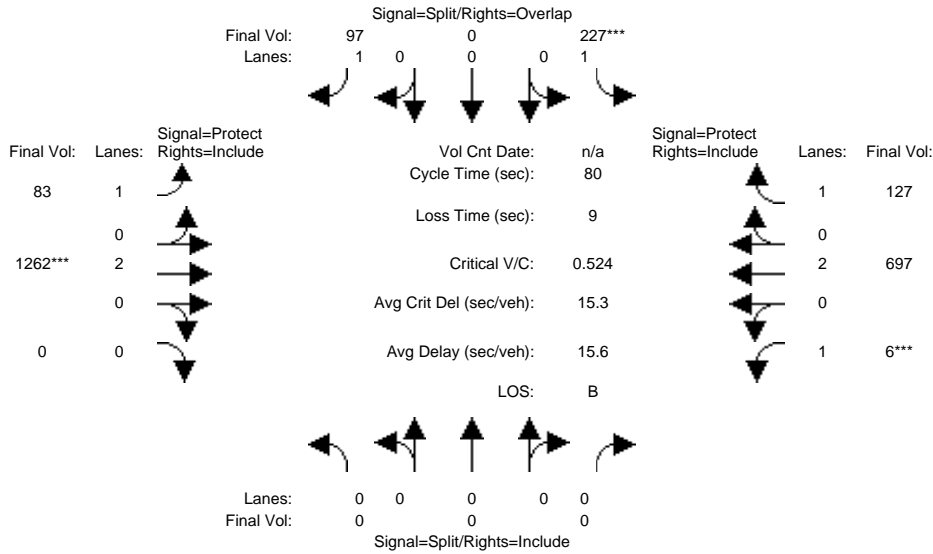 Signal=Split/Rights=Overlap
Final Vol: 97 0 227***
Lanes: 1 0 0 0 1
Signal=Protect Signal=Protect
Final Vol: Lanes: Rights=Include Vol Cnt Date: n/a Rights=Include Lanes: Final Vol:
Cycle Time (sec): 80
83 1 1 127
Loss Time (sec): 9
0 0
1262*** 2 Critical V/C: 0.524 2 697
0 Avg Crit Del (sec/veh): 15.3 0
0 0 Avg Delay (sec/veh): 15.6 1 6***
LOS: B
Lanes: 0 0 0 0 0
Final Vol: 0 0 0
Signal=Split/Rights=Include